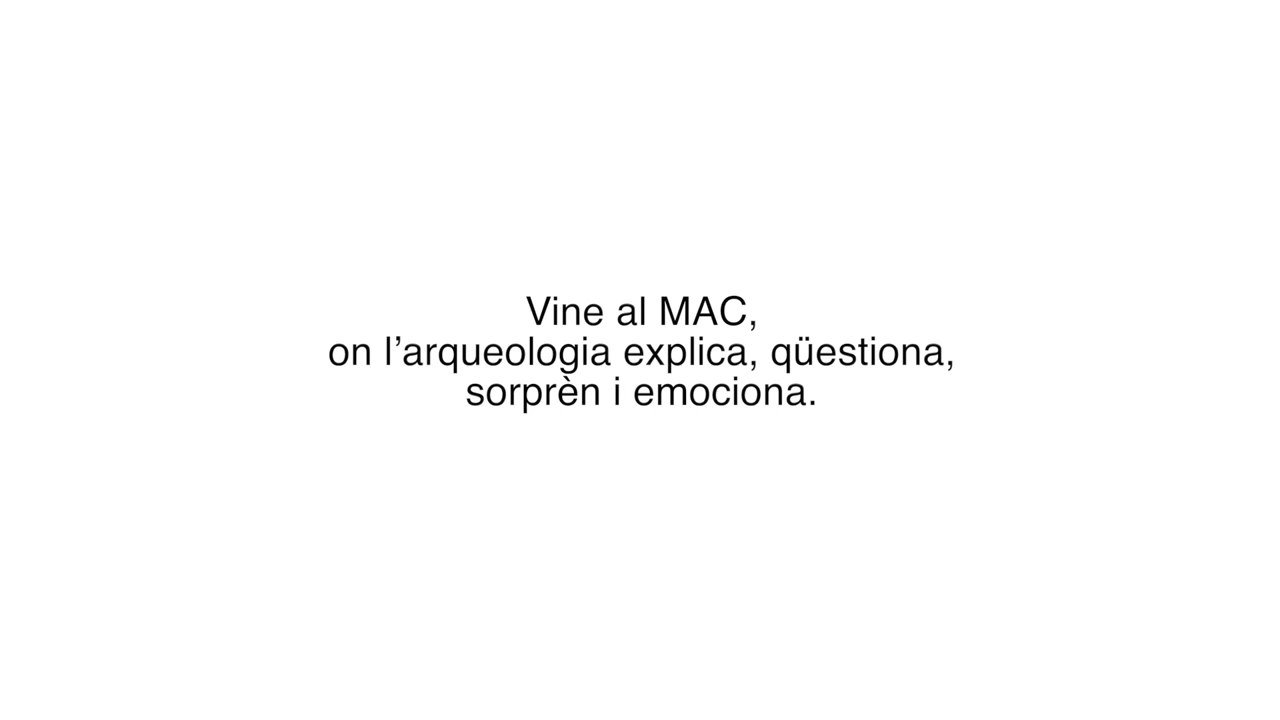 Vine al MAC,
on l’arqueologia explica, qüestiona,
sorprèn i emociona.